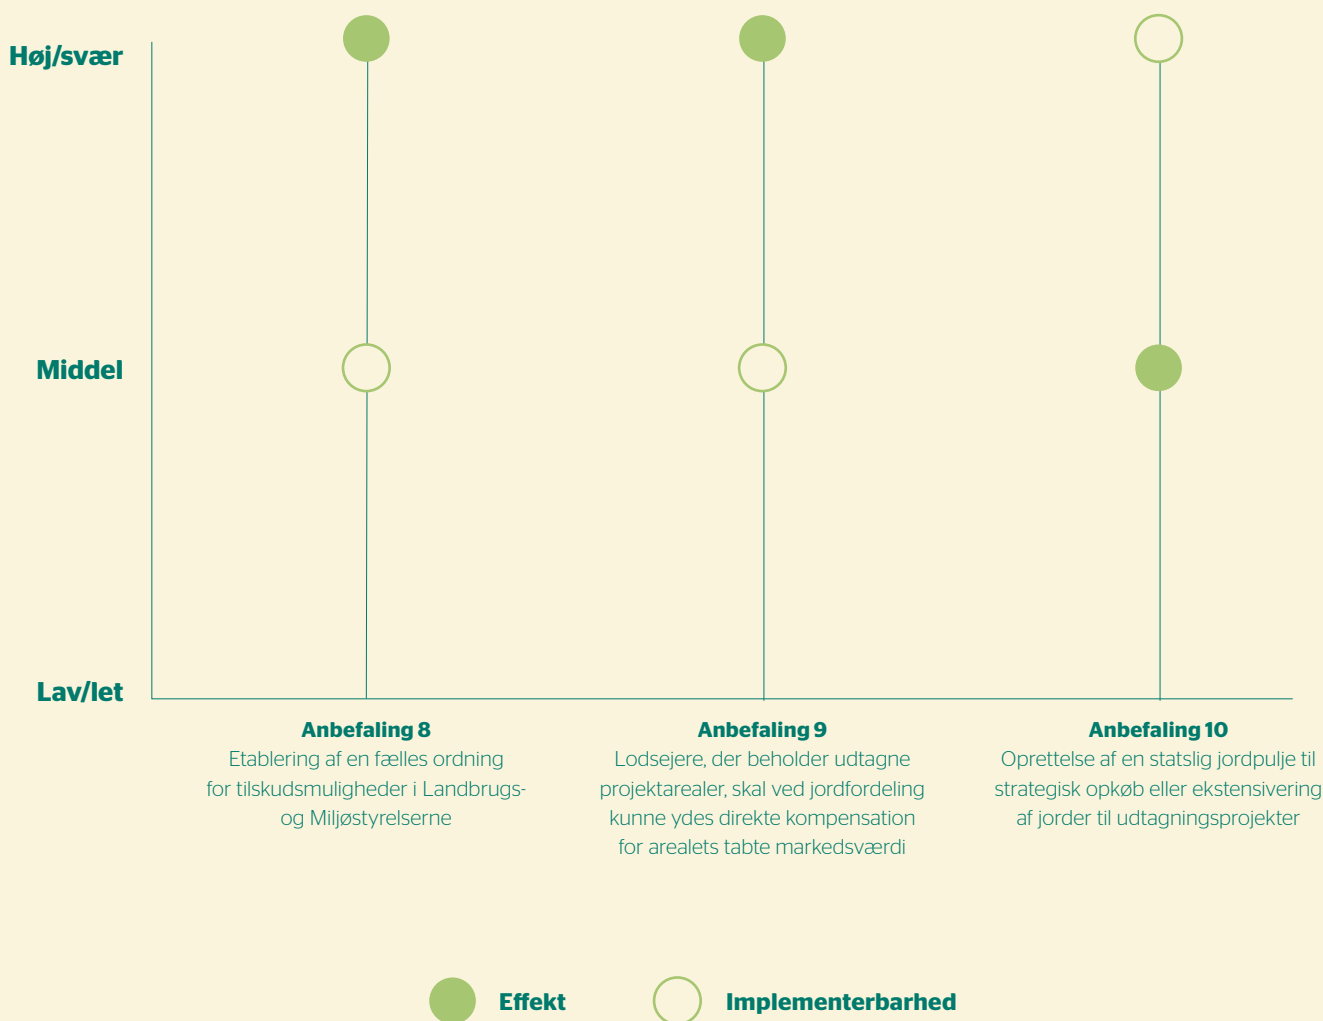 Høj/svær
Middel
Lav/let
Anbefaling 8
Etablering af en fælles ordning
for tilskudsmuligheder i Landbrugs-
og Miljøstyrelserne
Anbefaling 9
Lodsejere, der beholder udtagne
projektarealer, skal ved jordfordeling
kunne ydes direkte kompensation
for arealets tabte markedsværdi
Anbefaling 10
Oprettelse af en statslig jordpulje til
strategisk opkøb eller ekstensivering
af jorder til udtagningsprojekter
Effekt
Implementerbarhed